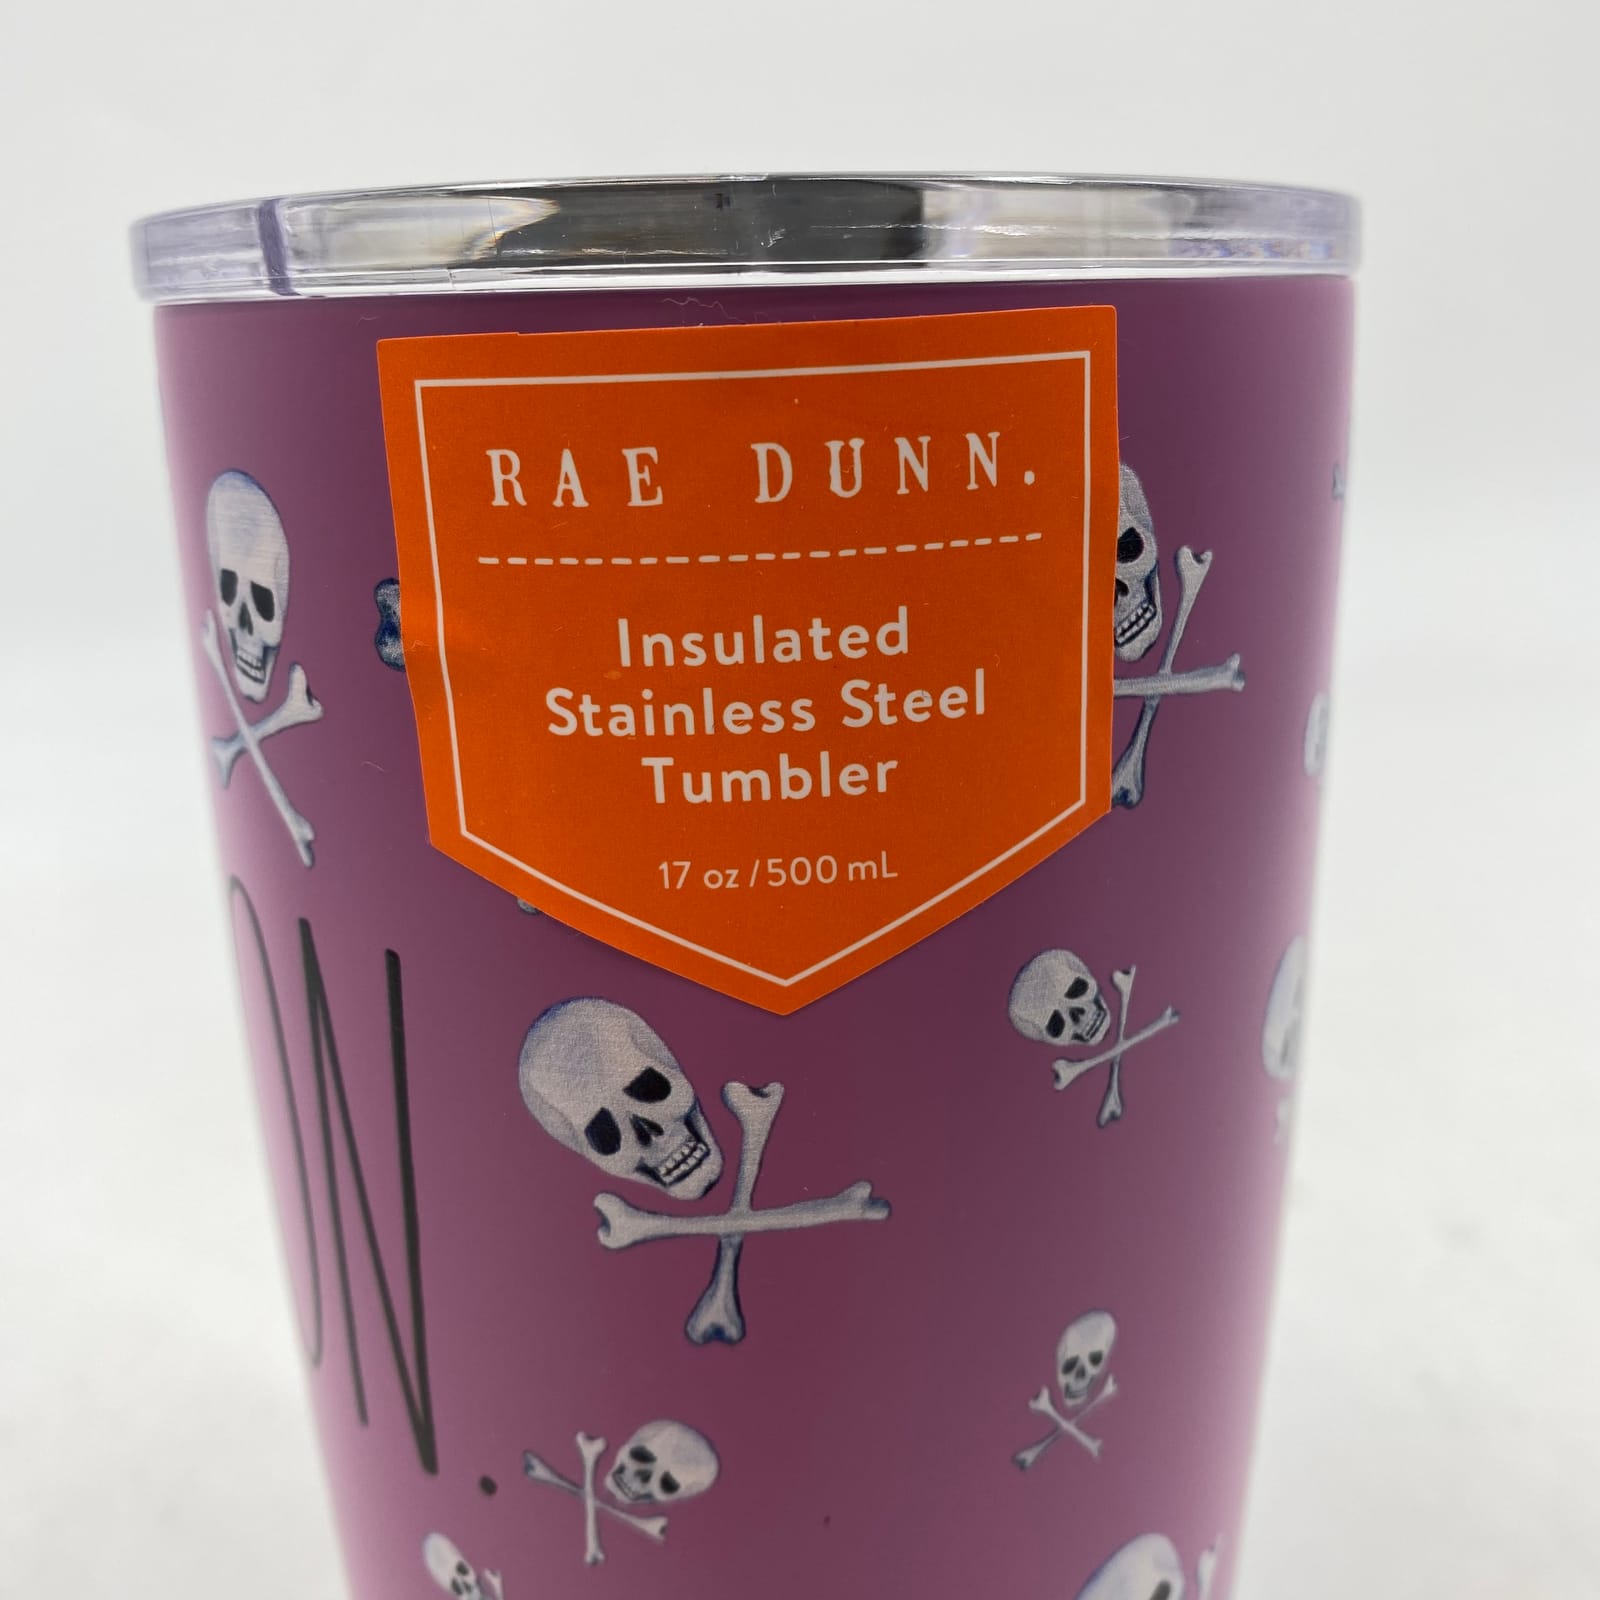 RAE DUNN.
Insulated
Stainless Steel
Tumbler
17 oz / 500 mL